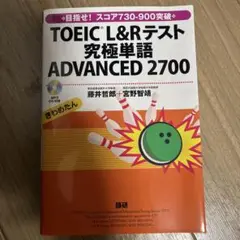 目指せ! スコア730-900突破
TOEIC® L&Rテスト
究極単語
ADVANCED 2700
藤井哲郎+宮野智靖
きわめたん
語研